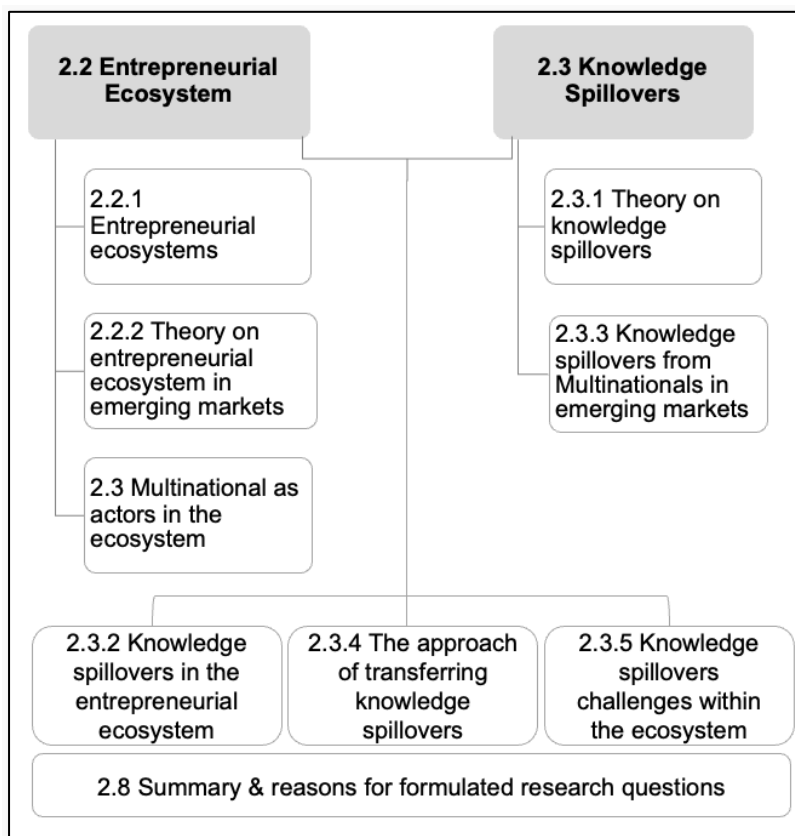 2.2 Entrepreneurial
Ecosystem
2.3 Knowledge
Spillovers
2.2.1
Entrepreneurial
ecosystems
2.3.1 Theory on
knowledge
spillovers
2.2.2 Theory on
entrepreneurial
ecosystem in
emerging markets
2.3.3 Knowledge
spillovers from
Multinationals in
emerging markets
2.3 Multinational as
actors in the
ecosystem
2.3.2 Knowledge
spillovers in the
entrepreneurial
ecosystem
2.3.4 The approach
of transferring
knowledge
spillovers
2.3.5 Knowledge
spillovers
challenges within
the ecosystem
2.8 Summary & reasons for formulated research questions